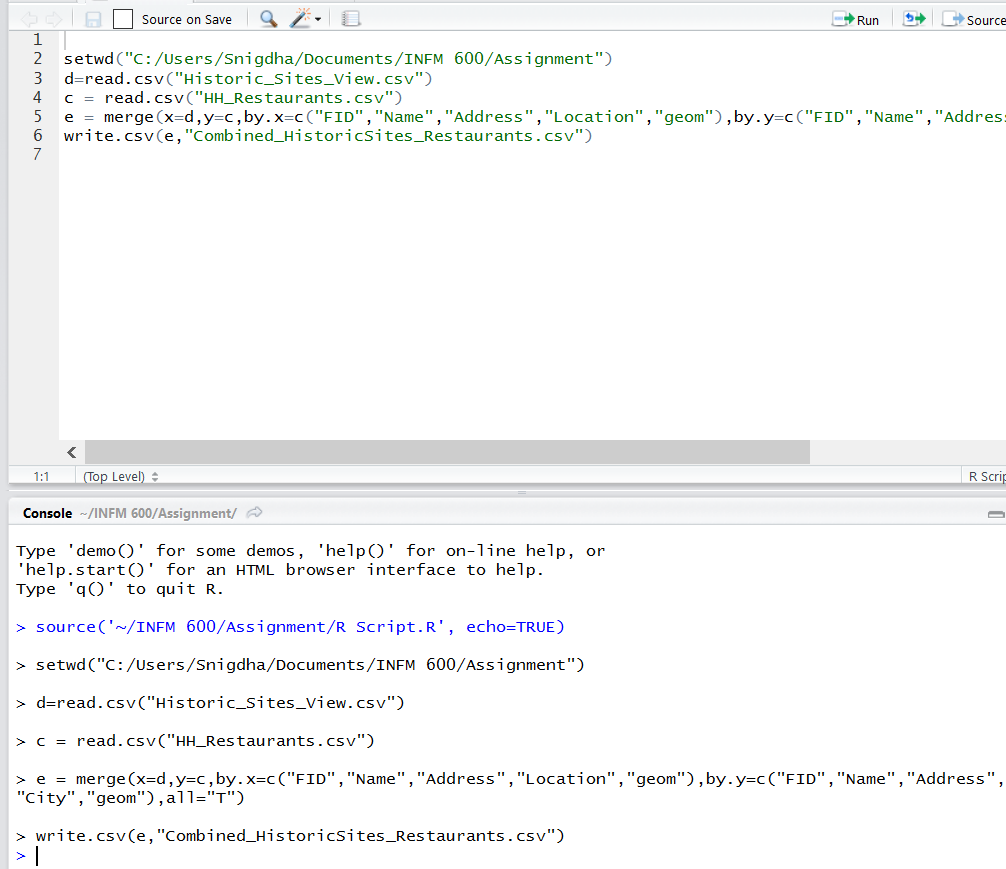 Source on Save
Run
Source
1
2 setwd("C:/Users/Snigdha/Documents/INFM 600/Assignment")
3 d=read.csv("Historic_Sites_View.csv")
4 c = read.csv("HH_Restaurants.csv")
5 e = merge(x=d,y=c,by.x=c("FID","Name","Address","Location","geom"),by.y=c("FID","Name","Addres
6 write.csv(e,"Combined_HistoricSites_Restaurants.csv")
7
1:1 (Top Level) R Scrip
Console ~/INFM 600/Assignment/
Type 'demo()' for some demos, 'help()' for on-line help, or
'help.start()' for an HTML browser interface to help.
Type 'q()' to quit R.
> source('~/INFM 600/Assignment/R Script.R', echo=TRUE)
> setwd("C:/Users/Snigdha/Documents/INFM 600/Assignment")
> d=read.csv("Historic_Sites_View.csv")
> c = read.csv("HH_Restaurants.csv")
> e = merge(x=d,y=c,by.x=c("FID","Name","Address","Location","geom"),by.y=c("FID","Name","Address",
"City","geom"),all="T")
> write.csv(e,"Combined_HistoricSites_Restaurants.csv")
>